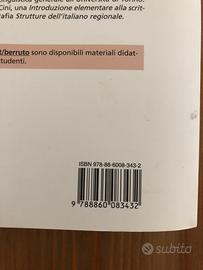 linguistica generale all'Università di Torino.
Cini, una Introduzione elementare alla scrit-
rafia Strutture dell'italiano regionale.
t/berruto sono disponibili materiali didat-
tudenti.
ISBN 978-88-6008-343-2
9 788860 083432
subito